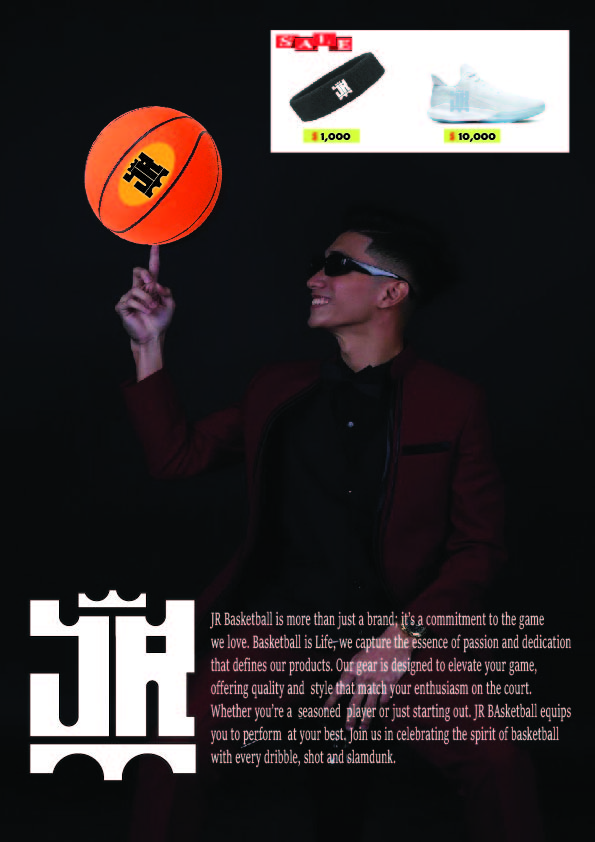 SALE
$ 1,000
$ 10,000
JR
JR
JR
JR
JR Basketball is more than just a brand; it's a commitment to the game
we love. Basketball is Life, we capture the essence of passion and dedication
that defines our products. Our gear is designed to elevate your game,
offering quality and style that match your enthusiasm on the court.
Whether you're a seasoned player or just starting out. JR BAsketball equips
you to perform at your best. Join us in celebrating the spirit of basketball
with every dribble, shot and slamdunk.